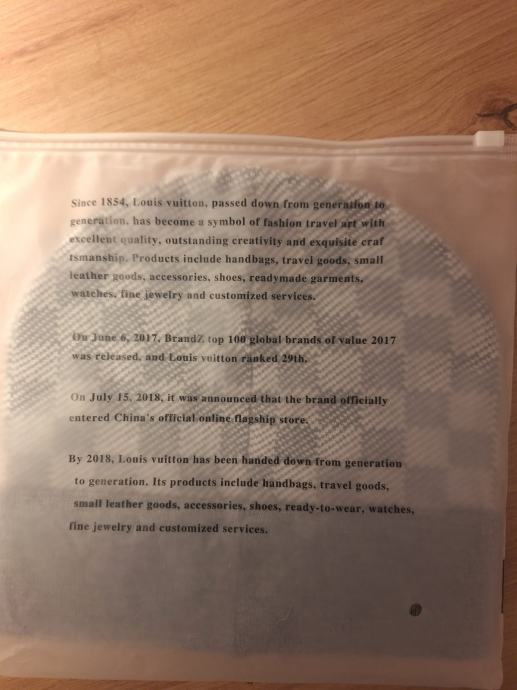 Since 1854, Louis vuitton, passed down from generation to
generation, has become a symbol of fashion travel art with
excellent quality, outstanding creativity and exquisite craf
tsmanship. Products include handbags, travel goods, small
leather goods, accessories, shoes, readymade garments,
watches, fine jewelry and customized services.
On June 6, 2017, BrandZ top 100 global brands of value 2017
was released, and Louis vuitton ranked 29th.
On July 15, 2018, it was announced that the brand officially
entered China's official online flagship store.
By 2018, Louis vuitton has been handed down from generation
to generation. Its products include handbags, travel goods,
small leather goods, accessories, shoes, ready-to-wear, watches,
fine jewelry and customized services.